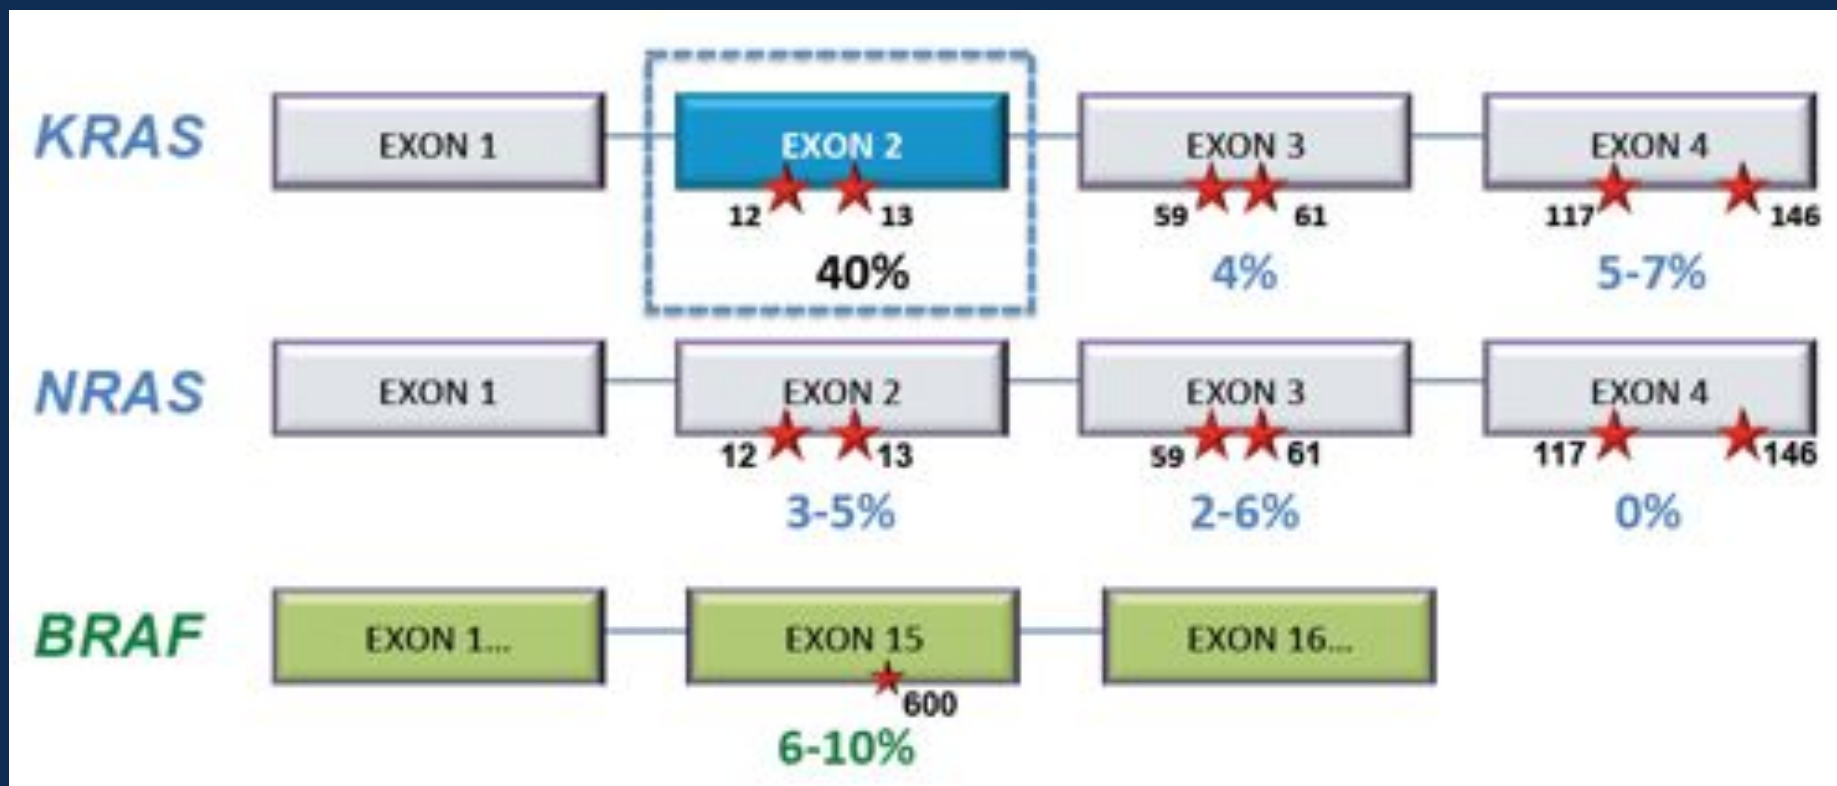 KRAS EXON 1 EXON 2 EXON 3 EXON 4
12 13 59 61 117 146
40% 4% 5-7%
NRAS EXON 1 EXON 2 EXON 3 EXON 4
12 13 59 61 117 146
3-5% 2-6% 0%
BRAF EXON 1... EXON 15 EXON 16...
600
6-10%